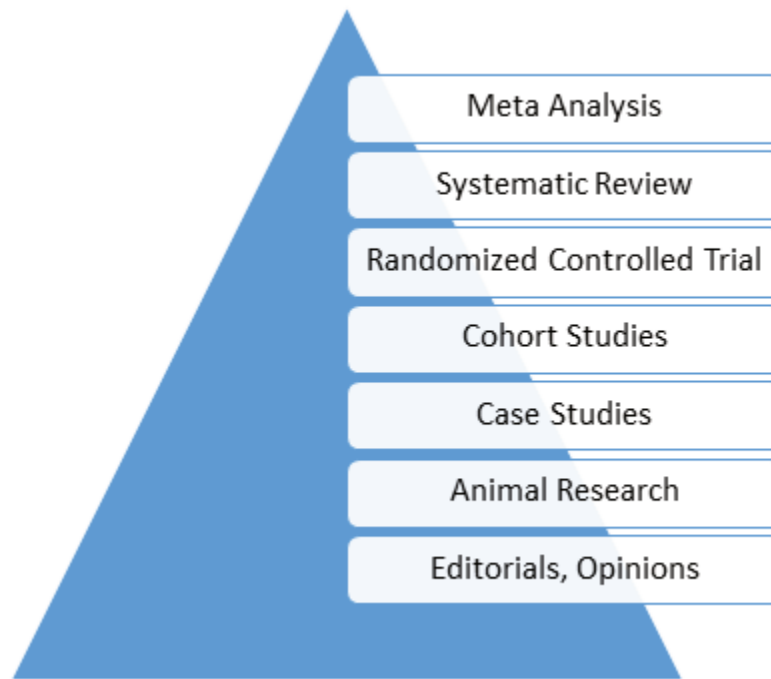 Meta Analysis
Systematic Review
Randomized Controlled Trial
Cohort Studies
Case Studies
Animal Research
Editorials, Opinions